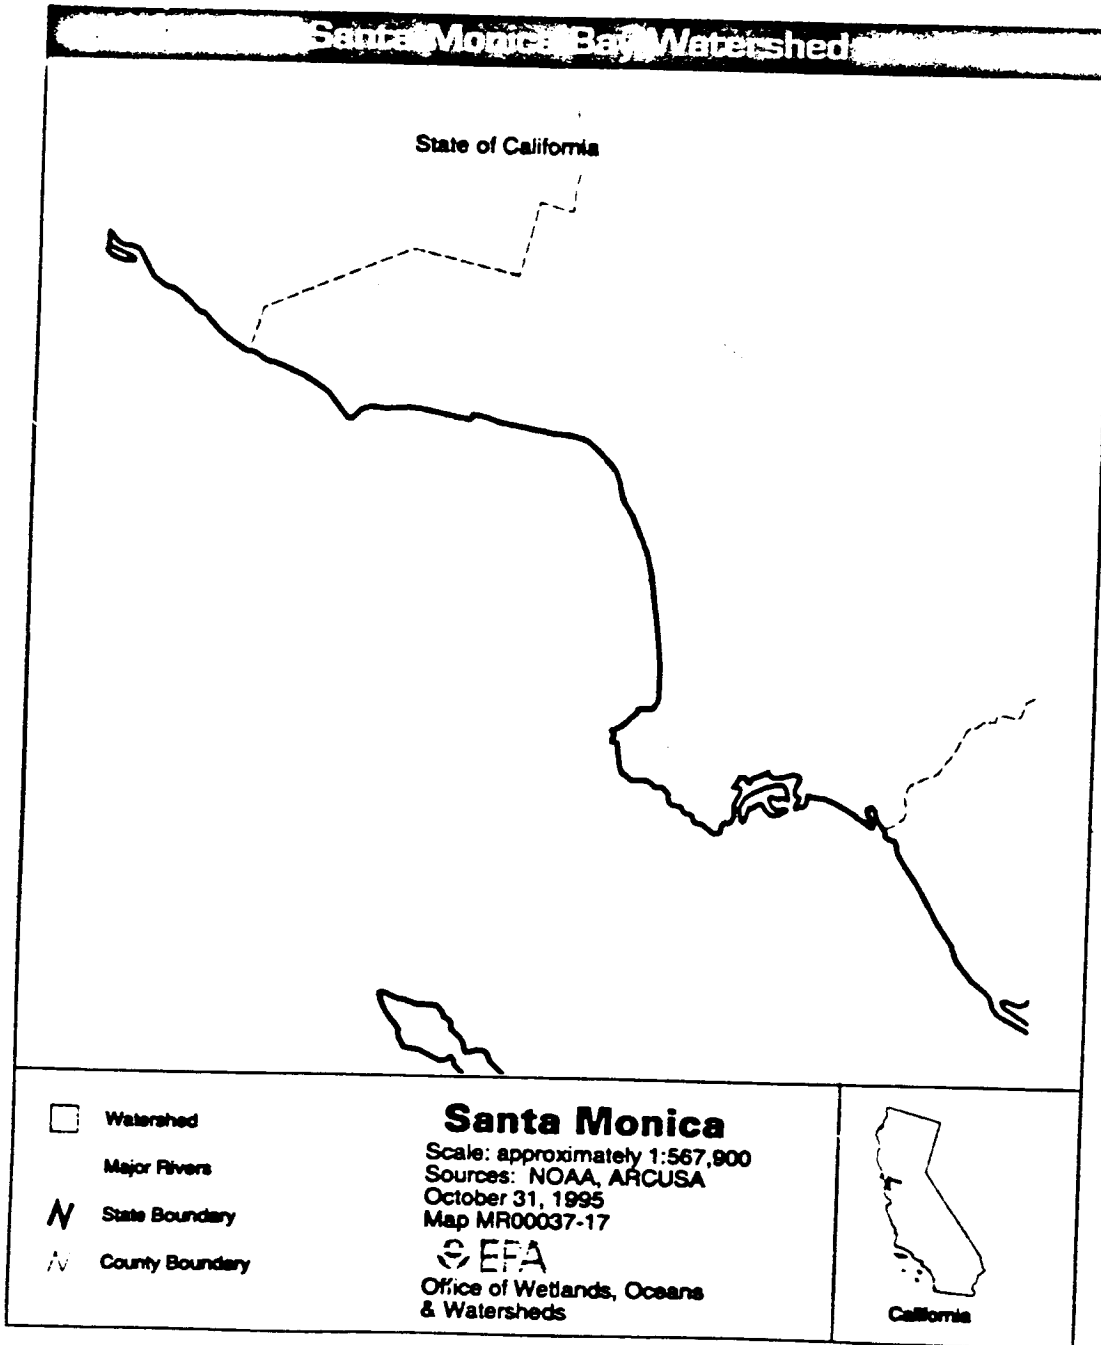 Santa Monica Bay Watershed
State of California
Watershed
Major Rivers
State Boundary
County Boundary
Santa Monica
Scale: approximately 1:567,900
Sources: NOAA, ARCUSA
October 31, 1995
Map MR00037-17
EPA
Office of Wetlands, Oceans
& Watersheds
California